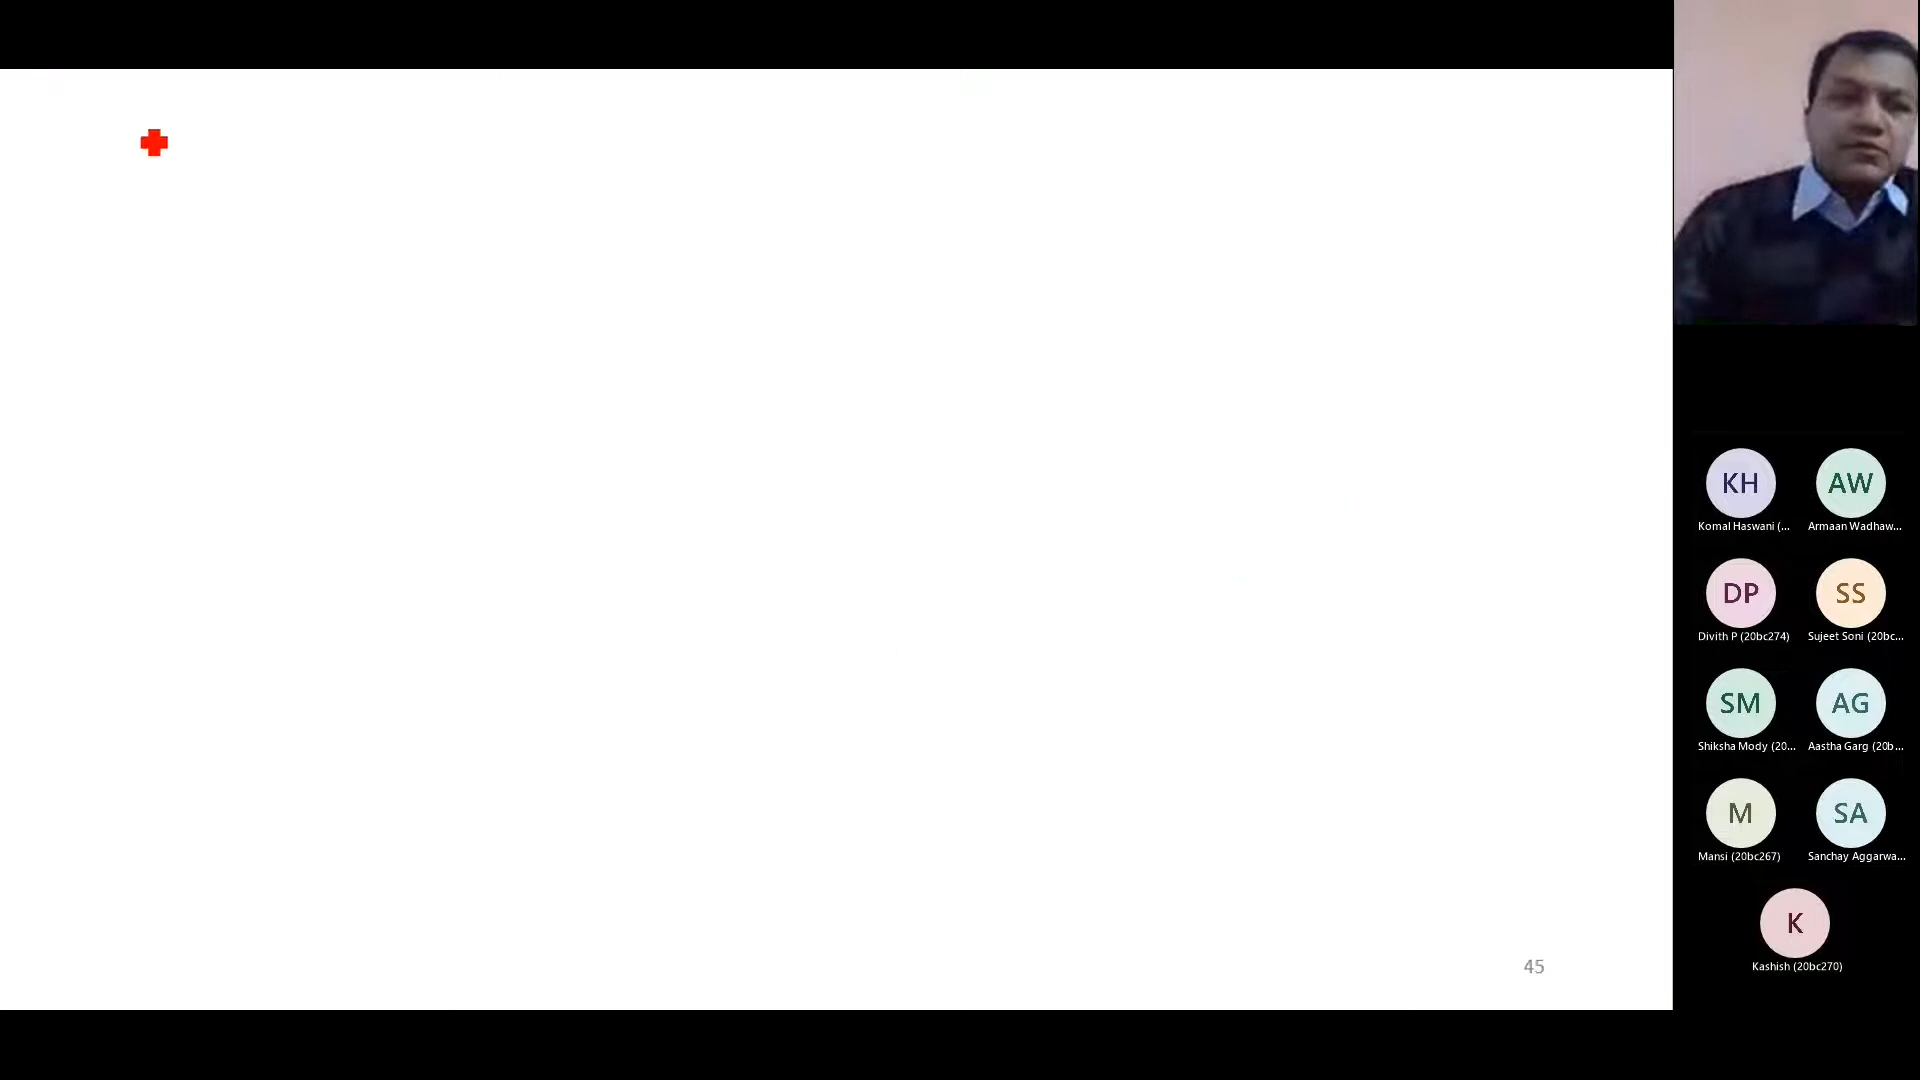 KH
AW
Komal Haswani (...
Armaan Wadhaw...
DP
SS
Divith P (20bc274)
Sujeet Soni (20bc...
SM
AG
Shiksha Mody (20...
Aastha Garg (20b...
M
SA
Mansi (20bc267)
Sanchay Aggarwa...
K
Kashish (20bc270)
45